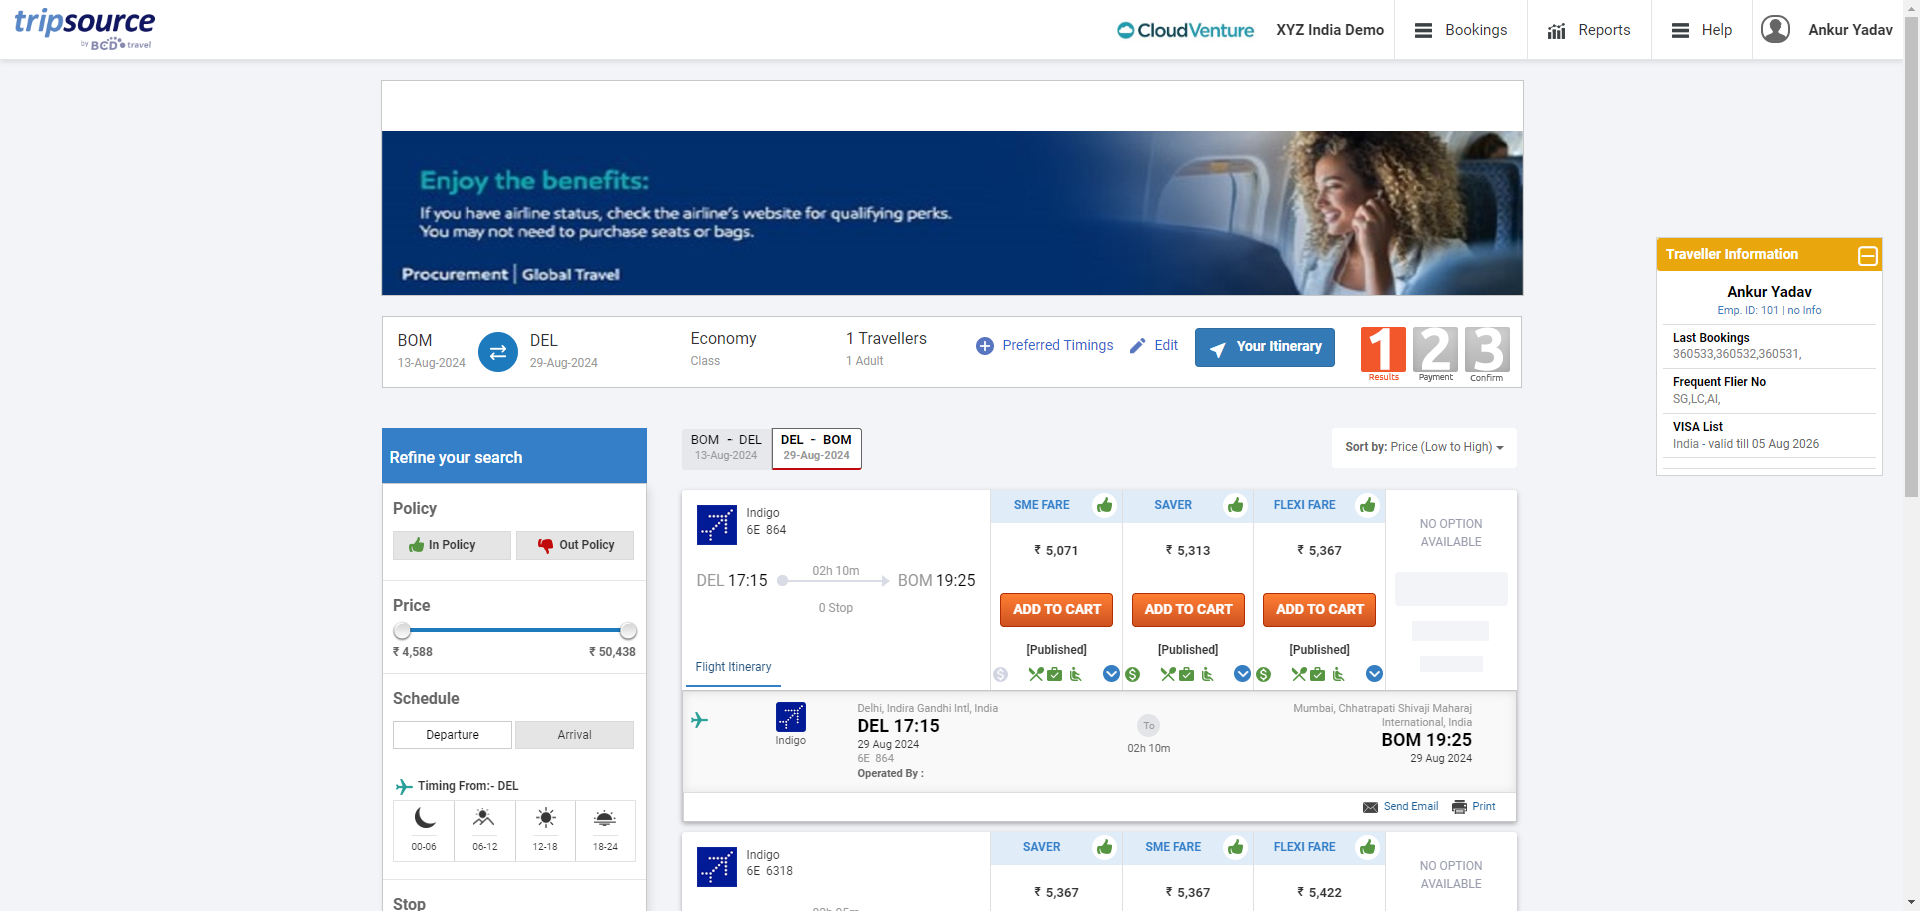 tripsource
by BCD travel
CloudVenture
XYZ India Demo
Bookings
Reports
Help
Ankur Yadav
Enjoy the benefits:
If you have airline status, check the airline's website for qualifying perks.
You may not need to purchase seats or bags.
Procurement | Global Travel
Traveller Information
Ankur Yadav
Emp. ID: 101 | no Info
Last Bookings
360533,360532,360531,
Frequent Flier No
SG,LC,AI,
VISA List
India - valid till 05 Aug 2026
BOM
13-Aug-2024
DEL
29-Aug-2024
Economy
Class
1 Travellers
1 Adult
Preferred Timings
Edit
Your Itinerary
1
Results
2
Payment
3
Confirm
Refine your search
Policy
In Policy
Out Policy
Price
₹ 4,588
₹ 50,438
Schedule
Departure
Arrival
Timing From:- DEL
00-06
06-12
12-18
18-24
Stop
BOM - DEL
13-Aug-2024
DEL - BOM
29-Aug-2024
Sort by: Price (Low to High)
Indigo
6E 864
DEL 17:15
02h 10m
BOM 19:25
0 Stop
Flight Itinerary
SME FARE
₹ 5,071
ADD TO CART
[Published]
SAVER
₹ 5,313
ADD TO CART
[Published]
FLEXI FARE
₹ 5,367
ADD TO CART
[Published]
NO OPTION
AVAILABLE
Indigo
Delhi, Indira Gandhi Intl, India
DEL 17:15
29 Aug 2024
6E 864
Operated By :
To
02h 10m
Mumbai, Chhatrapati Shivaji Maharaj
International, India
BOM 19:25
29 Aug 2024
Send Email
Print
Indigo
6E 6318
SAVER
₹ 5,367
SME FARE
₹ 5,367
FLEXI FARE
₹ 5,422
NO OPTION
AVAILABLE